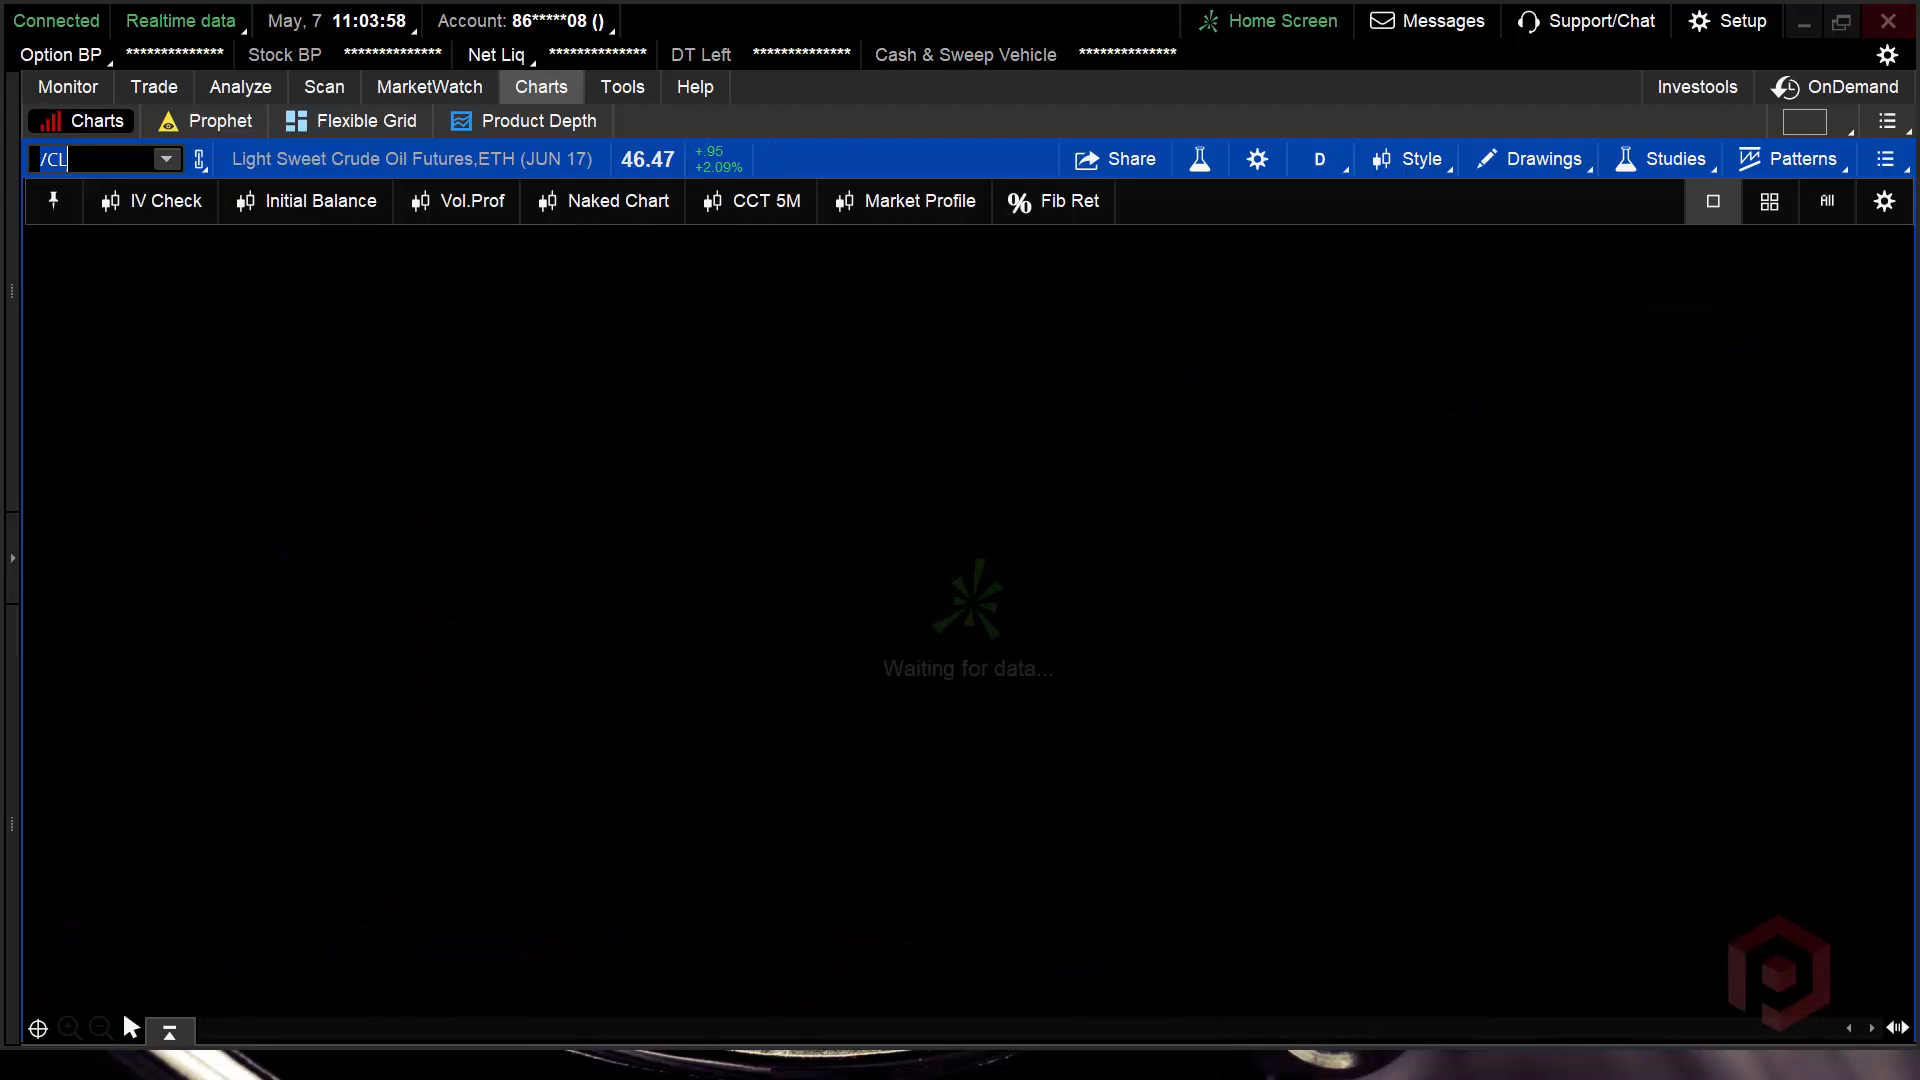 Connected Realtime data May, 7 11:03:58 Account: 86*****08 () Home Screen Messages Support/Chat Setup
Option BP ************** Stock BP ************** Net Liq ************** DT Left ************** Cash & Sweep Vehicle **************
Monitor Trade Analyze Scan MarketWatch Charts Tools Help Investools OnDemand
Charts Prophet Flexible Grid Product Depth
/CL Light Sweet Crude Oil Futures,ETH (JUN 17) 46.47 +.95 +2.09% Share D Style Drawings Studies Patterns
IV Check Initial Balance Vol.Prof Naked Chart CCT 5M Market Profile Fib Ret All
Waiting for data...